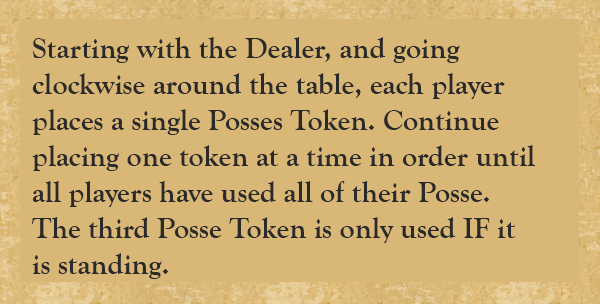 Starting with the Dealer, and going
clockwise around the table, each player
places a single Posses Token. Continue
placing one token at a time in order until
all players have used all of their Posse.
The third Posse Token is only used IF it
is standing.